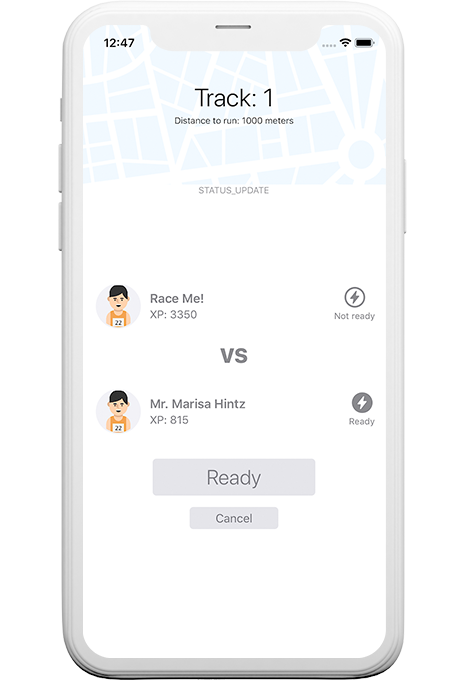 12:47
Track: 1
Distance to run: 1000 meters
STATUS_UPDATE
Race Me!
XP: 3350
Not ready
22
VS
Mr. Marisa Hintz
XP: 815
Ready
22
Ready
Cancel